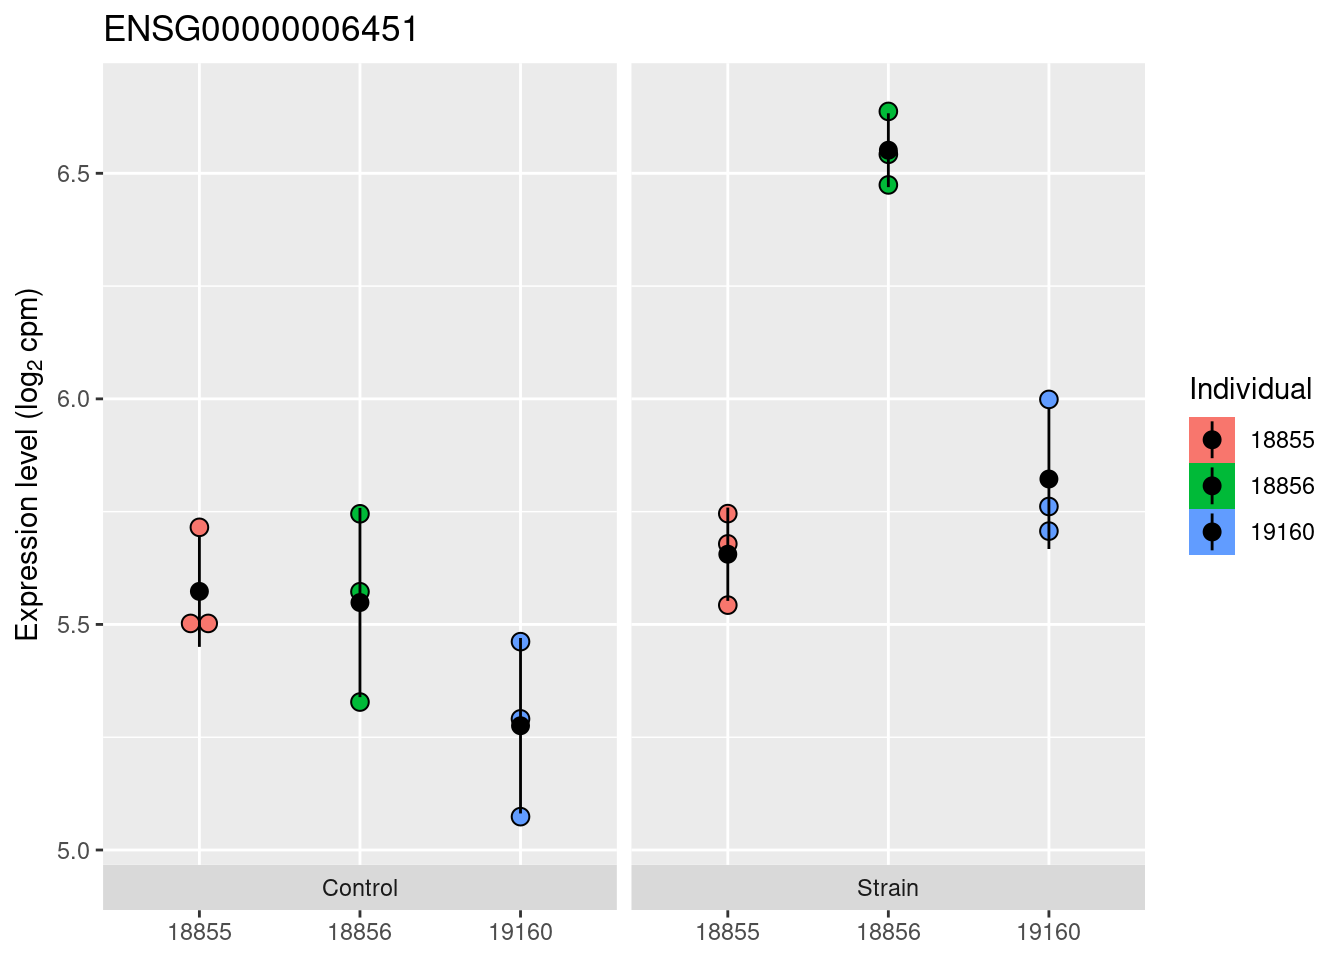 ENSG00000006451
Expression level (log₂ cpm)
6.5
6.0
5.5
5.0
Control
Strain
18855
18856
19160
18855
18856
19160
Individual
18855
18856
19160